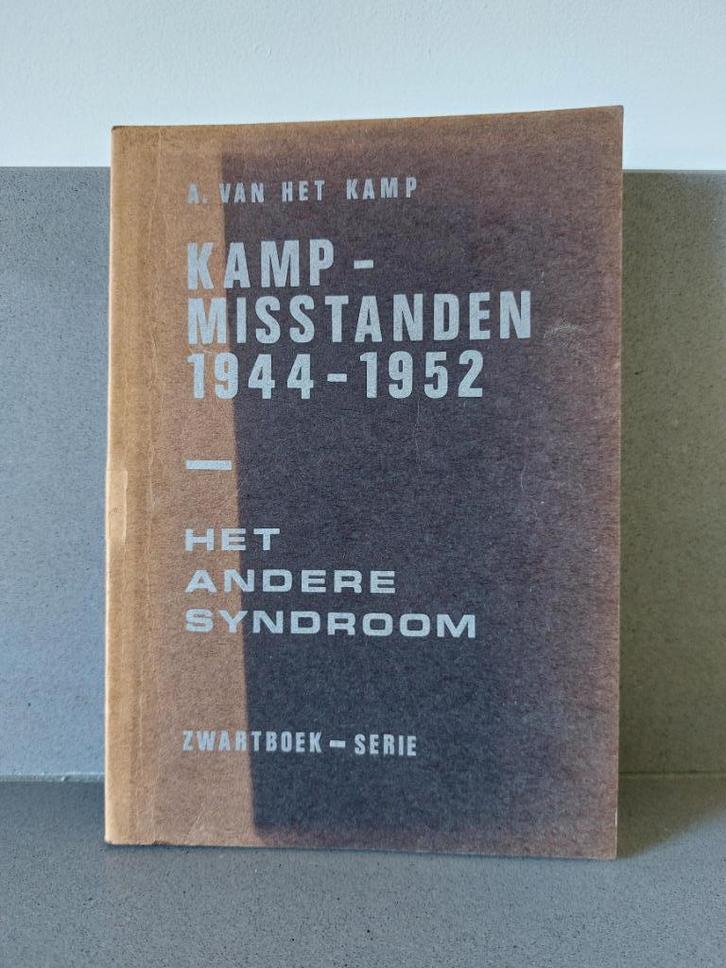 A. VAN HET KAMP
KAMP-
MISSTANDEN
1944-1952
—
HET
ANDERE
SYNDROOM
ZWARTBOEK-SERIE